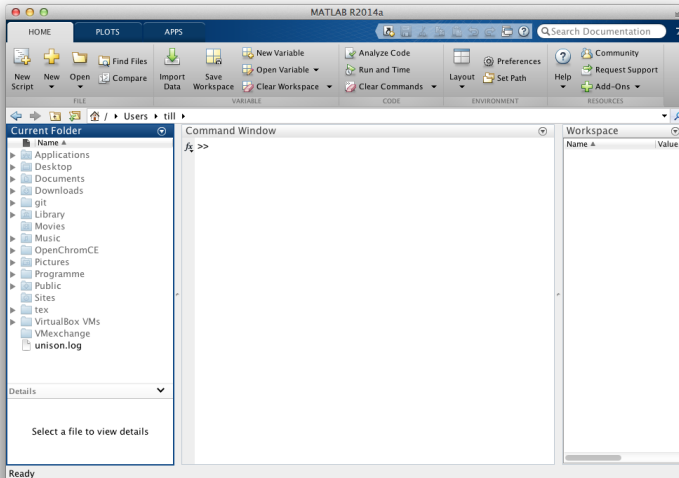 MATLAB R2014a
HOME PLOTS APPS Search Documentation
New Script New Open Find Files Compare Import Data Save Workspace New Variable Open Variable Clear Workspace Analyze Code Run and Time Clear Commands Layout Preferences Set Path Help Community Request Support Add-Ons
FILE VARIABLE CODE ENVIRONMENT RESOURCES
/ Users till
Current Folder
Name
Applications
Desktop
Documents
Downloads
git
Library
Movies
Music
OpenChromCE
Pictures
Programme
Public
Sites
tex
VirtualBox VMs
VMexchange
unison.log
Details
Select a file to view details
Command Window
fx >>
Workspace
Name Value
Ready